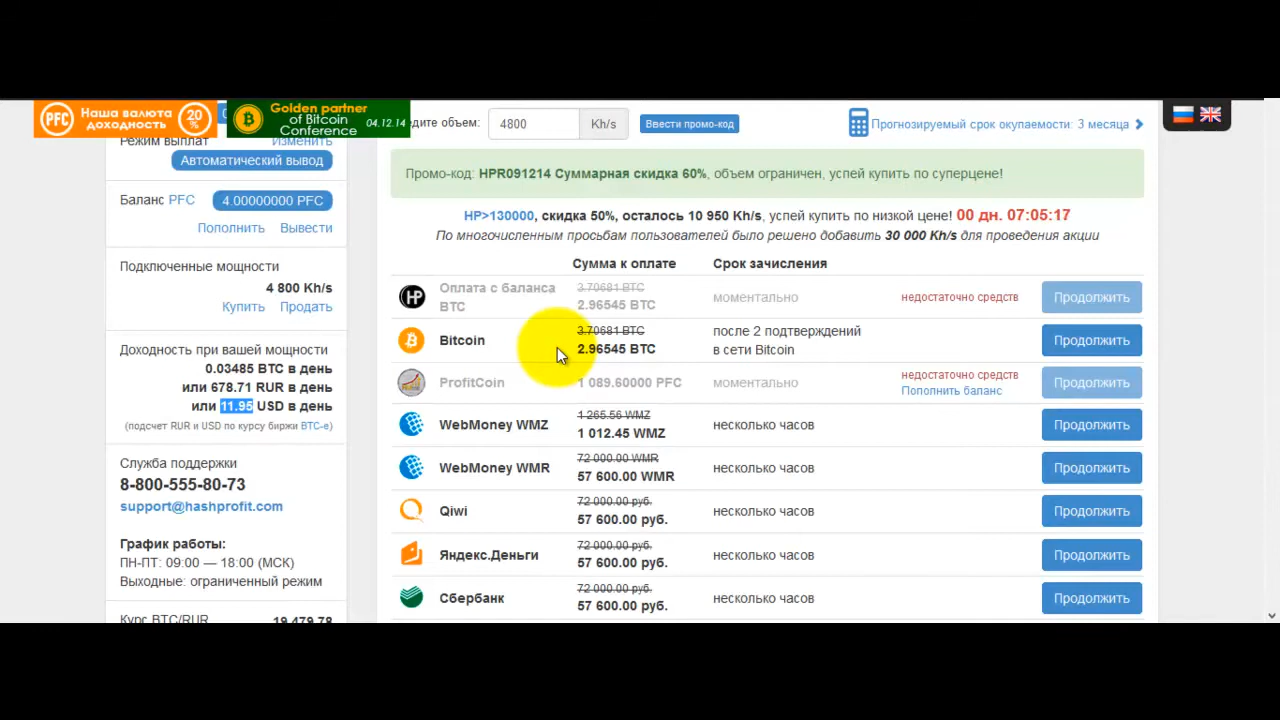 PFC
Наша валюта
доходность
20
%
Golden partner
of Bitcoin
Conference
04.12.14
дите объем:
4800
Kh/s
Ввести промо-код
Прогнозируемый срок окупаемости: 3 месяца
Режим выплат
Изменить
Автоматический вывод
Баланс PFC
4.00000000 PFC
Пополнить
Вывести
Подключенные мощности
4 800 Kh/s
Купить
Продать
Доходность при вашей мощности
0.03485 BTC в день
или 678.71 RUR в день
или 11.95 USD в день
(подсчет RUR и USD по курсу биржи BTC-e)
Служба поддержки
8-800-555-80-73
support@hashprofit.com
График работы:
ПН-ПТ: 09:00 — 18:00 (МСК)
Выходные: ограниченный режим
Курс BTC/RUR
19 479.78
Промо-код: HPR091214 Суммарная скидка 60%, объем ограничен, успей купить по суперцене!
HP>130000, скидка 50%, осталось 10 950 Kh/s, успей купить по низкой цене! 00 дн. 07:05:17
По многочисленным просьбам пользователей было решено добавить 30 000 Kh/s для проведения акции
Сумма к оплате
Срок зачисления
HP
Оплата с баланса
BTC
3.70681 BTC
2.96545 BTC
моментально
недостаточно средств
Продолжить
Bitcoin
3.70681 BTC
2.96545 BTC
после 2 подтверждений
в сети Bitcoin
Продолжить
ProfitCoin
1 089.60000 PFC
моментально
недостаточно средств
Пополнить баланс
Продолжить
WebMoney WMZ
1 265.56 WMZ
1 012.45 WMZ
несколько часов
Продолжить
WebMoney WMR
72 000.00 WMR
57 600.00 WMR
несколько часов
Продолжить
Qiwi
72 000.00 руб.
57 600.00 руб.
несколько часов
Продолжить
Яндекс.Деньги
72 000.00 руб.
57 600.00 руб.
несколько часов
Продолжить
Сбербанк
72 000.00 руб.
57 600.00 руб.
несколько часов
Продолжить